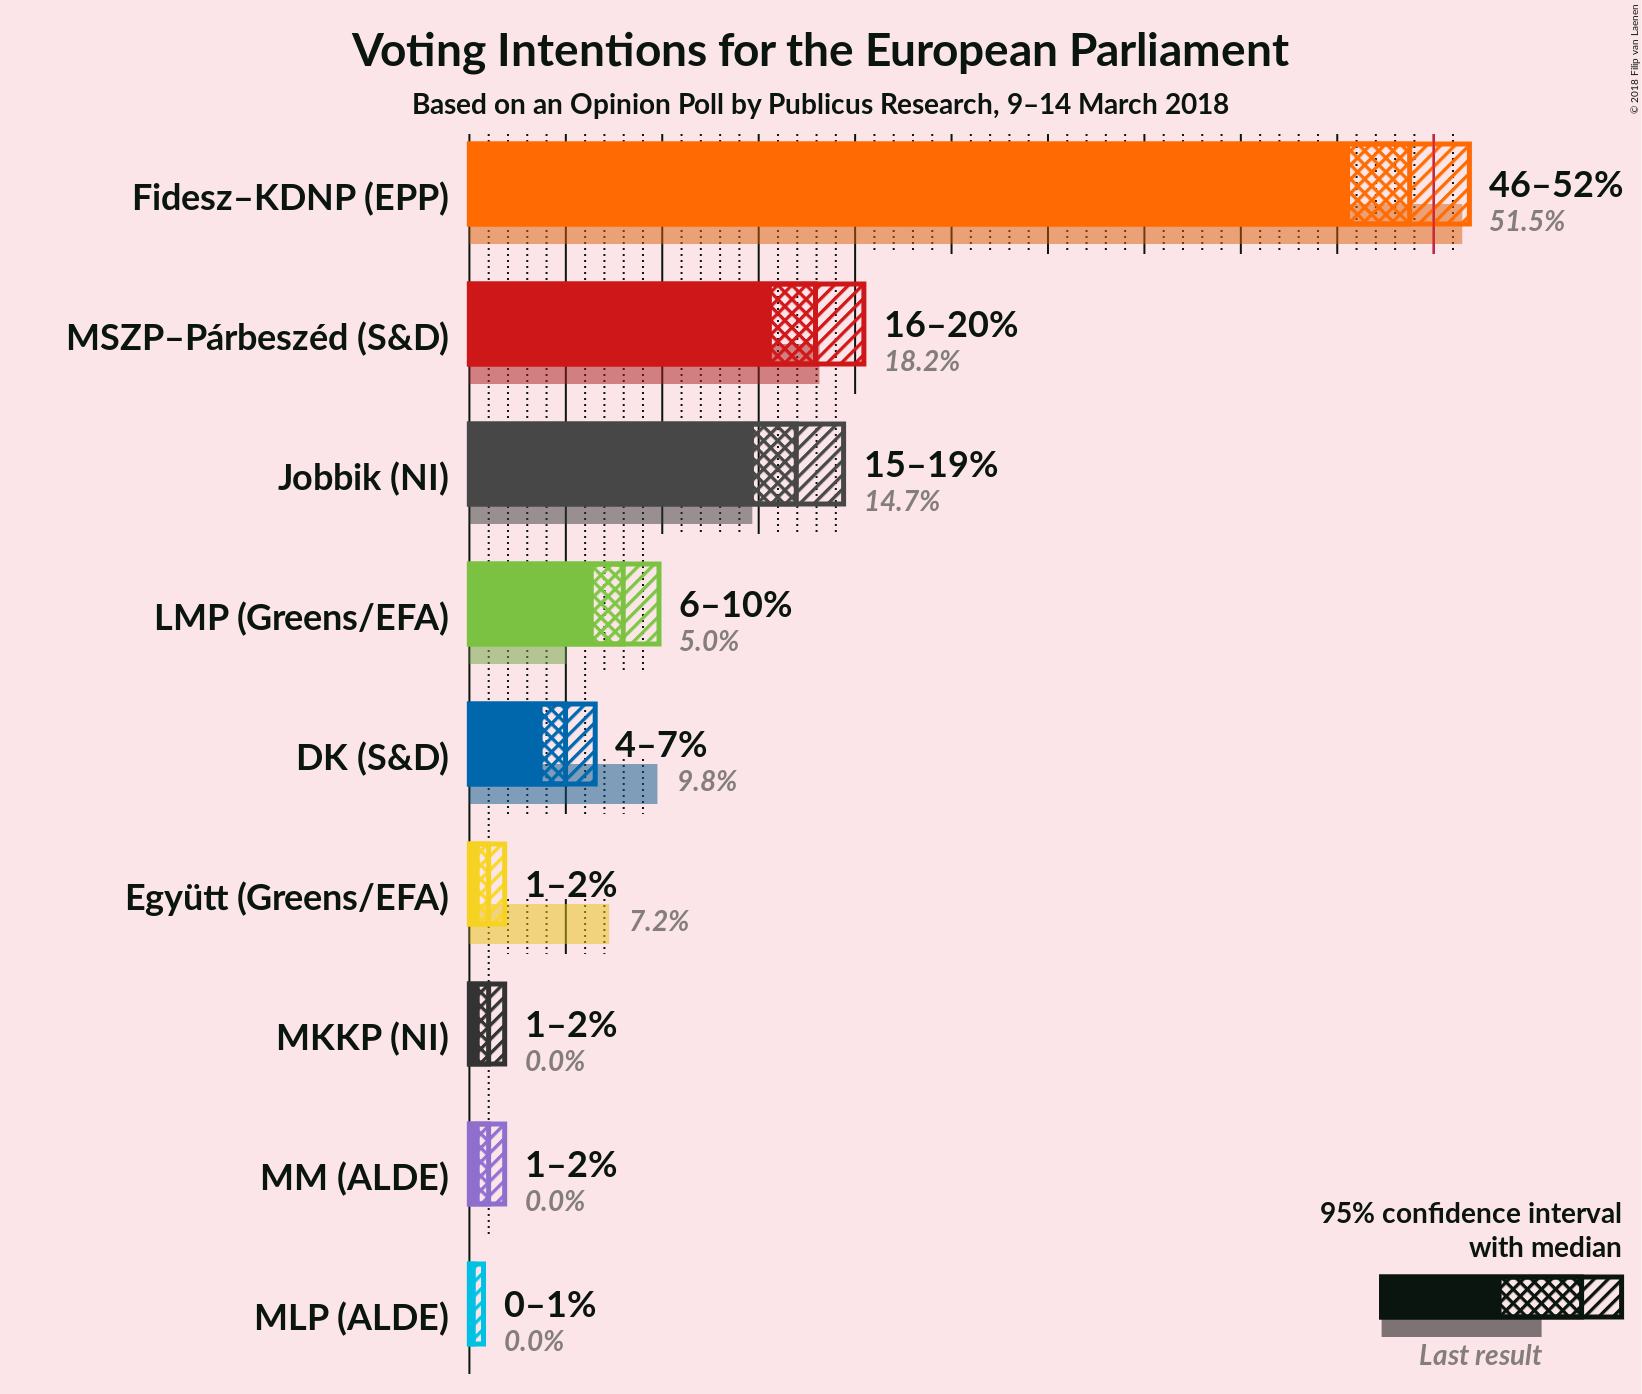 © 2018 Filip van Laenen
Voting Intentions for the European Parliament
Based on an Opinion Poll by Publicus Research, 9–14 March 2018
Fidesz–KDNP (EPP)
46–52%
51.5%
MSZP–Párbeszéd (S&D)
16–20%
18.2%
Jobbik (NI)
15–19%
14.7%
LMP (Greens/EFA)
6–10%
5.0%
DK (S&D)
4–7%
9.8%
Együtt (Greens/EFA)
1–2%
7.2%
MKKP (NI)
1–2%
0.0%
MM (ALDE)
1–2%
0.0%
MLP (ALDE)
0–1%
0.0%
95% confidence interval
with median
Last result